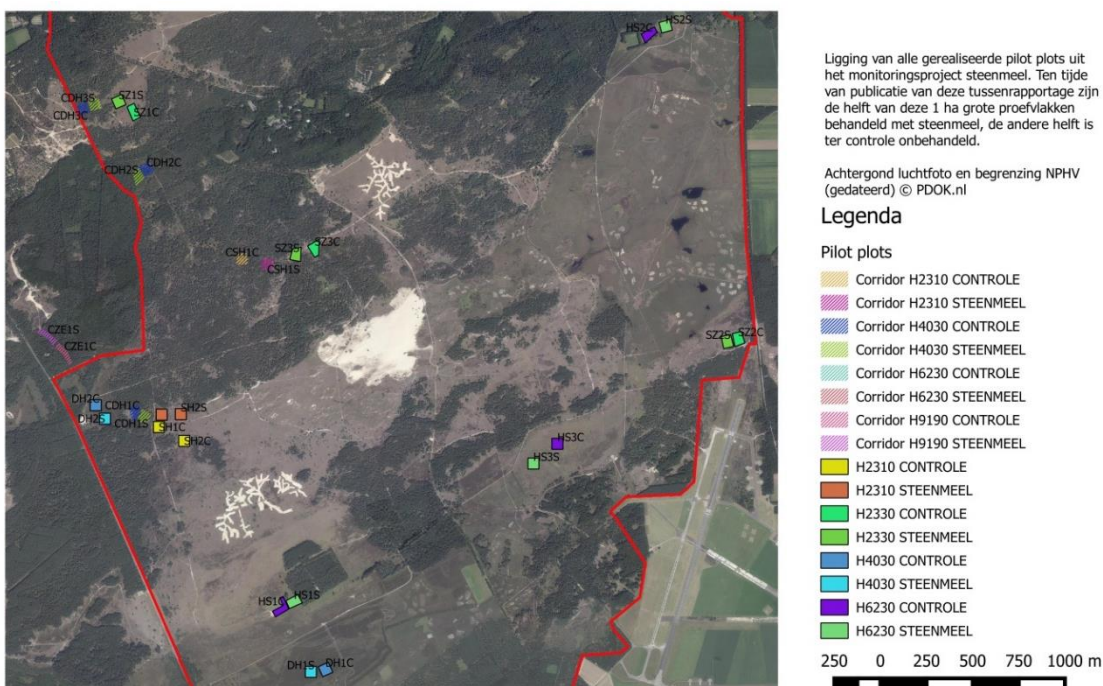 HS2C HS2S
CDH3S SZ1S
CDH3C SZ1C
CDH2C
CDH2S
SZ3C
SZ3S
CSH1C
CSH1S
CZE1S
CZE1C
SZ2S SZ2C
DH2C CDH1C SH2S
DH2S CDH1S SH1C
SH2C
HS3C
HS3S
HS1C HS1S
DH1S DH1C
Ligging van alle gerealiseerde pilot plots uit
het monitoringsproject steenmeel. Ten tijde
van publicatie van deze tussenrapportage zijn
de helft van deze 1 ha grote proefvlakken
behandeld met steenmeel, de andere helft is
ter controle onbehandeld.
Achtergond luchtfoto en begrenzing NPHV
(gedateerd) © PDOK.nl
Legenda
Pilot plots
Corridor H2310 CONTROLE
Corridor H2310 STEENMEEL
Corridor H4030 CONTROLE
Corridor H4030 STEENMEEL
Corridor H6230 CONTROLE
Corridor H6230 STEENMEEL
Corridor H9190 CONTROLE
Corridor H9190 STEENMEEL
H2310 CONTROLE
H2310 STEENMEEL
H2330 CONTROLE
H2330 STEENMEEL
H4030 CONTROLE
H4030 STEENMEEL
H6230 CONTROLE
H6230 STEENMEEL
250 0 250 500 750 1000 m